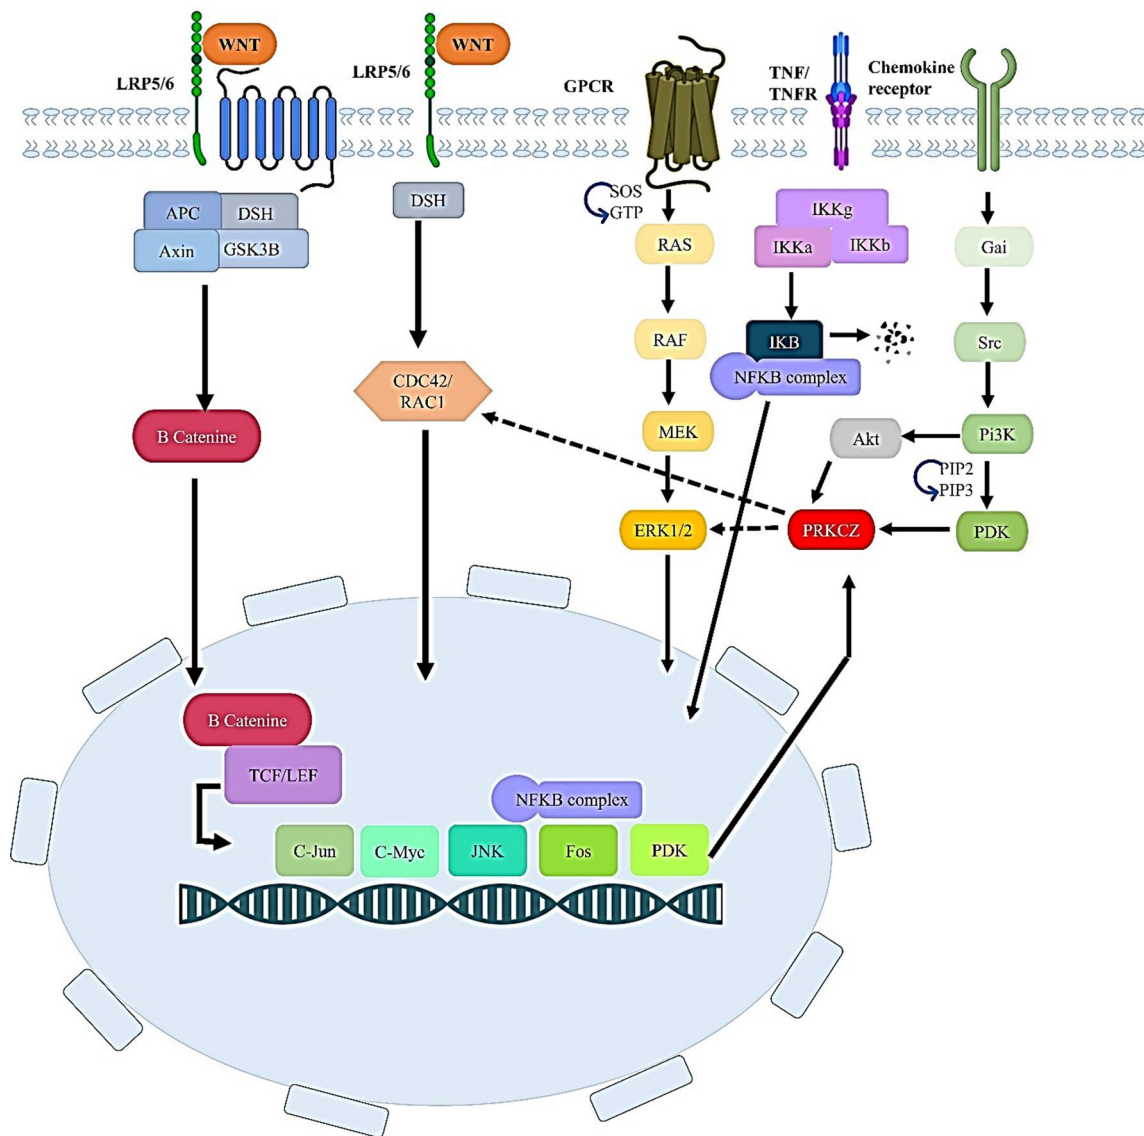 WNT
LRP5/6
WNT
LRP5/6
GPCR
TNF/
TNFR
Chemokine
receptor
APC
DSH
Axin
GSK3B
DSH
SOS
GTP
RAS
IKKg
IKKa
IKKb
Gai
RAF
IKB
NFKB complex
Src
CDC42/
RAC1
B Catenine
MEK
Akt
Pi3K
PIP2
PIP3
ERK1/2
PRKCZ
PDK
B Catenine
TCF/LEF
NFKB complex
C-Jun
C-Myc
JNK
Fos
PDK